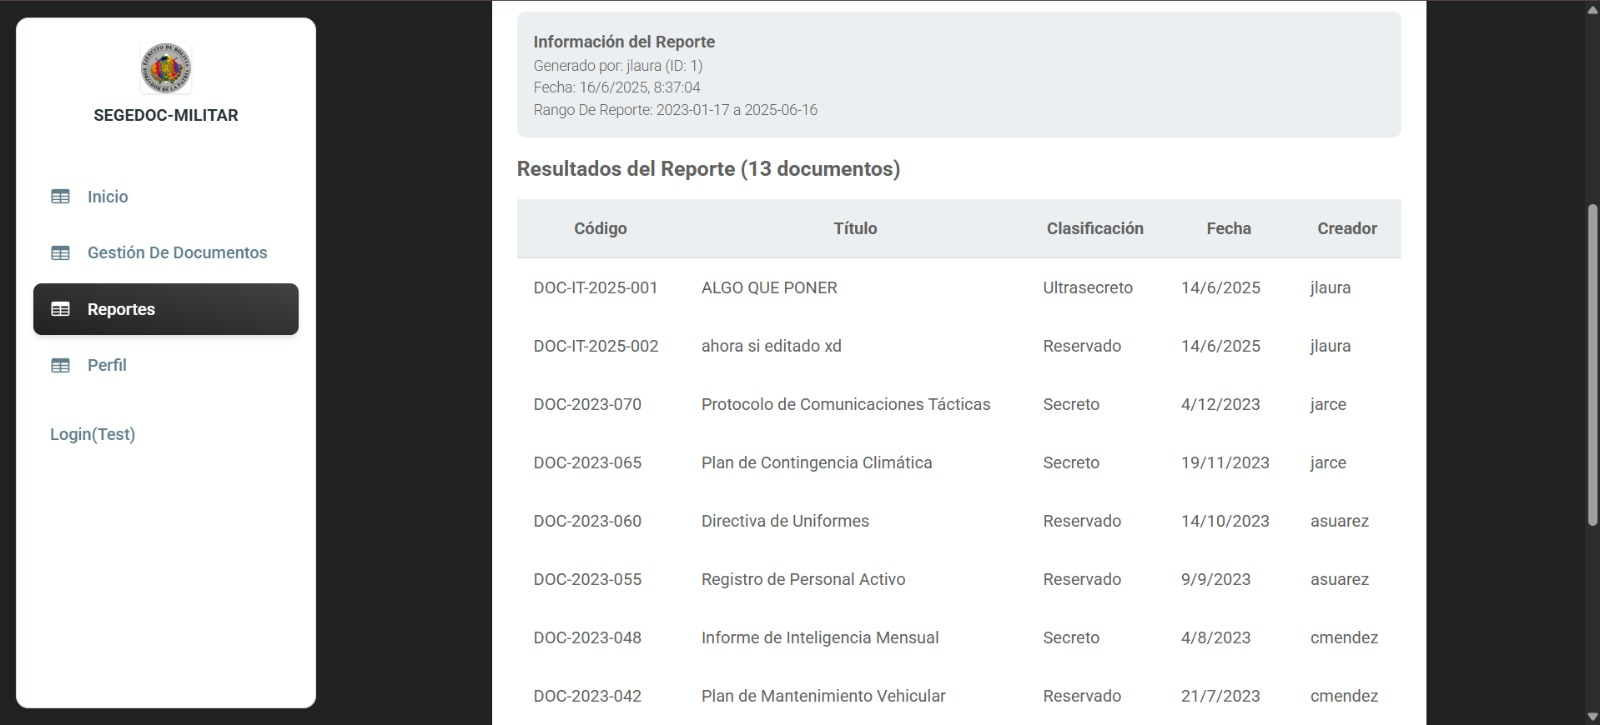 SEGEDOC-MILITAR
Inicio
Gestión De Documentos
Reportes
Perfil
Login(Test)
Información del Reporte
Generado por: jlaura (ID: 1)
Fecha: 16/6/2025, 8:37:04
Rango De Reporte: 2023-01-17 a 2025-06-16
Resultados del Reporte (13 documentos)
Código Título Clasificación Fecha Creador
DOC-IT-2025-001 ALGO QUE PONER Ultrasecreto 14/6/2025 jlaura
DOC-IT-2025-002 ahora si editado xd Reservado 14/6/2025 jlaura
DOC-2023-070 Protocolo de Comunicaciones Tácticas Secreto 4/12/2023 jarce
DOC-2023-065 Plan de Contingencia Climática Secreto 19/11/2023 jarce
DOC-2023-060 Directiva de Uniformes Reservado 14/10/2023 asuarez
DOC-2023-055 Registro de Personal Activo Reservado 9/9/2023 asuarez
DOC-2023-048 Informe de Inteligencia Mensual Secreto 4/8/2023 cmendez
DOC-2023-042 Plan de Mantenimiento Vehicular Reservado 21/7/2023 cmendez